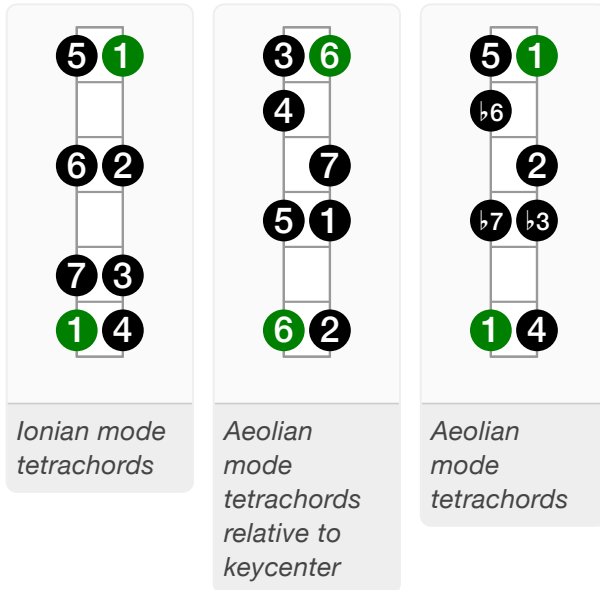 5 1
6 2
7 3
1 4
Ionian mode
tetrachords
3 6
4
7
5 1
6 2
Aeolian
mode
tetrachords
relative to
keycenter
5 1
♭6
2
♭7 ♭3
1 4
Aeolian
mode
tetrachords